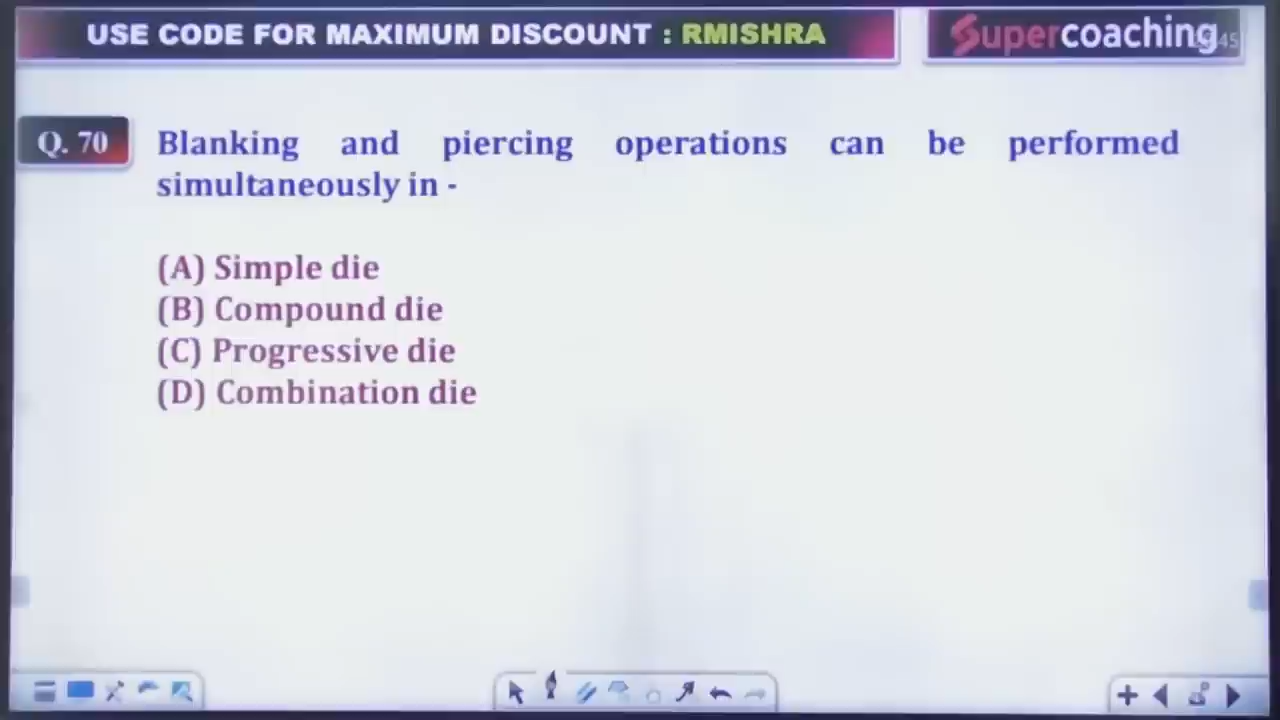 USE CODE FOR MAXIMUM DISCOUNT : RMISHRA
Supercoaching
Q. 70
Blanking and piercing operations can be performed
simultaneously in -
(A) Simple die
(B) Compound die
(C) Progressive die
(D) Combination die